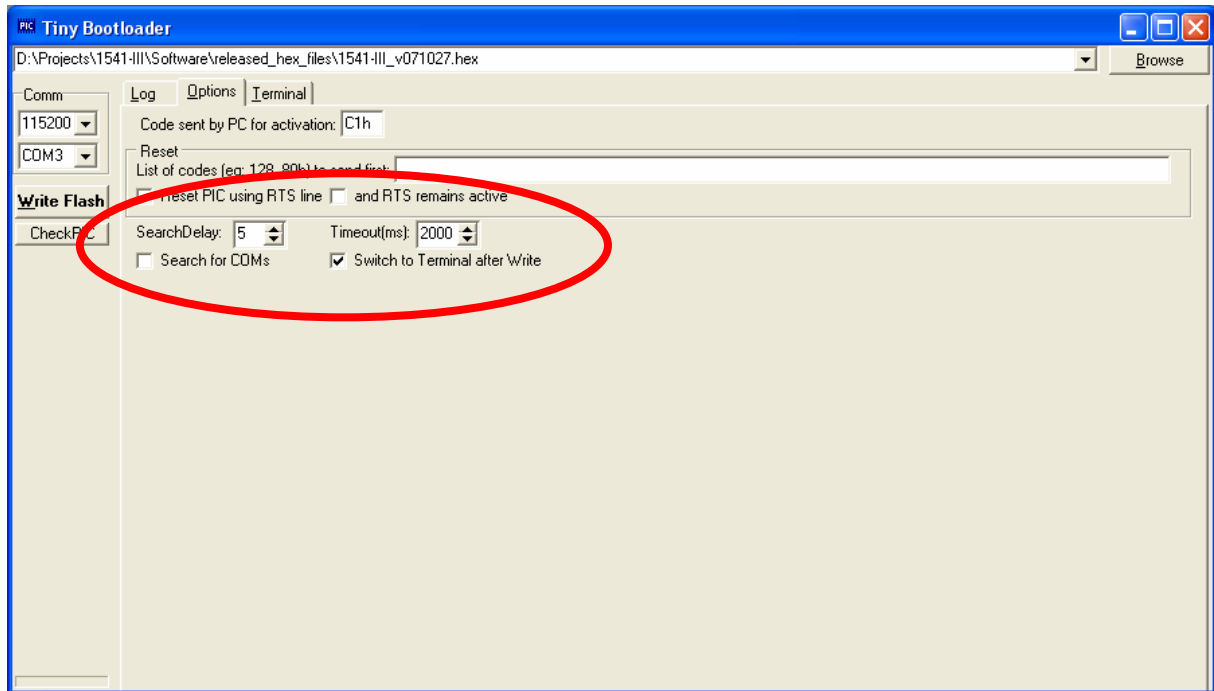 PIC Tiny Bootloader
D:\Projects\1541-III\Software\released_hex_files\1541-III_v071027.hex Browse
Comm Log Options Terminal
115200 Code sent by PC for activation: C1h
COM3 Reset
List of codes (eg: 128, 80h) to send first:
Write Flash Reset PIC using RTS line and RTS remains active
CheckPIC SearchDelay: 5 Timeout(ms): 2000
Search for COMs Switch to Terminal after Write